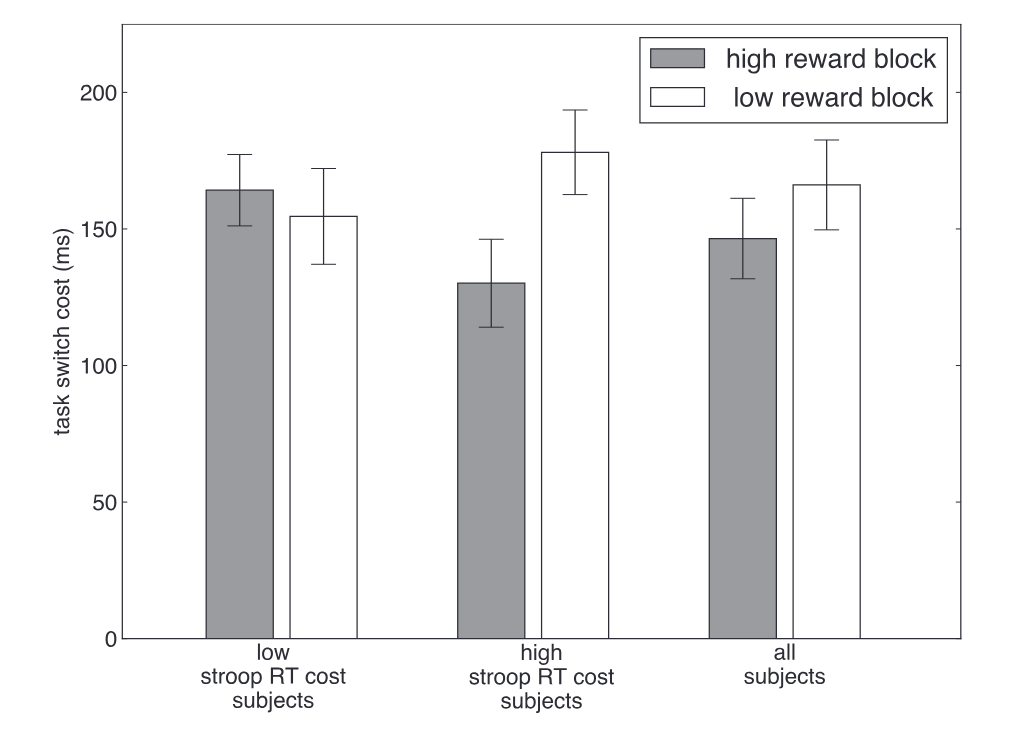 high reward block
low reward block
200
150
100
50
0
task switch cost (ms)
low
stroop RT cost
subjects
high
stroop RT cost
subjects
all
subjects